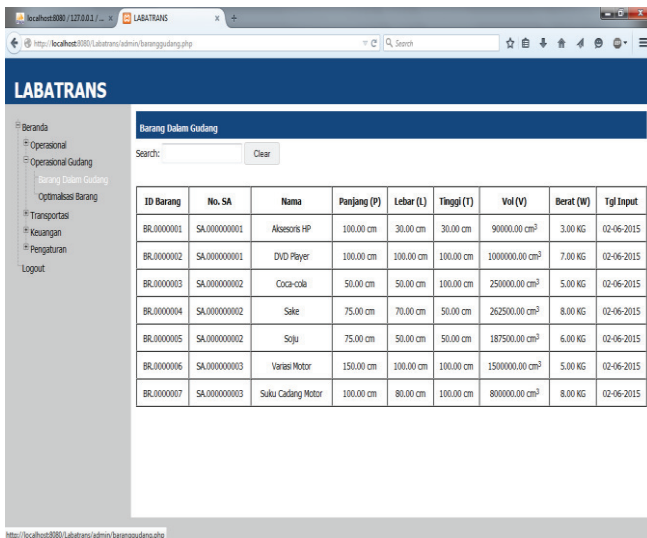 localhost:8080 / 127.0.0.1 / ... x LABATRANS x +
http://localhost:8080/Labatrans/admin/baranggudang.php Search
LABATRANS
Beranda
Operasional
Operasional Gudang
Barang Dalam Gudang
Optimalisasi Barang
Transportasi
Keuangan
Pengaturan
Logout
Barang Dalam Gudang
Search: Clear
ID Barang No. SA Nama Panjang (P) Lebar (L) Tinggi (T) Vol (V) Berat (W) Tgl Input
BR.0000001 SA.000000001 Aksesoris HP 100.00 cm 30.00 cm 30.00 cm 90000.00 cm³ 3.00 KG 02-06-2015
BR.0000002 SA.000000001 DVD Player 100.00 cm 100.00 cm 100.00 cm 1000000.00 cm³ 7.00 KG 02-06-2015
BR.0000003 SA.000000002 Coca-cola 50.00 cm 50.00 cm 100.00 cm 250000.00 cm³ 5.00 KG 02-06-2015
BR.0000004 SA.000000002 Sake 75.00 cm 70.00 cm 50.00 cm 262500.00 cm³ 8.00 KG 02-06-2015
BR.0000005 SA.000000002 Soju 75.00 cm 50.00 cm 50.00 cm 187500.00 cm³ 6.00 KG 02-06-2015
BR.0000006 SA.000000003 Variasi Motor 150.00 cm 100.00 cm 100.00 cm 1500000.00 cm³ 5.00 KG 02-06-2015
BR.0000007 SA.000000003 Suku Cadang Motor 100.00 cm 80.00 cm 100.00 cm 800000.00 cm³ 8.00 KG 02-06-2015
http://localhost:8080/Labatrans/admin/baranggudang.php